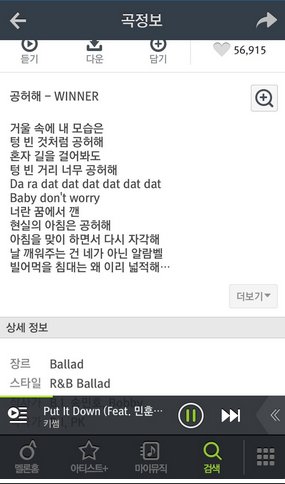 곡정보
듣기 다운 담기 56,915
공허해 – WINNER
거울 속에 내 모습은
텅 빈 것처럼 공허해
혼자 길을 걸어봐도
텅 빈 거리 너무 공허해
Da ra dat dat dat dat dat dat
Baby don't worry
너란 꿈에서 깬
현실의 아침은 공허해
아침을 맞이 하면서 다시 자각해
날 깨워주는 건 네가 아닌 알람벨
빌어먹을 침대는 왜 이리 넓적해…
더보기
상세 정보
장르 Ballad
스타일 R&B Ballad
Put It Down (Feat. 민훈…
키썸
멜론홈 아티스트+ 마이뮤직 검색